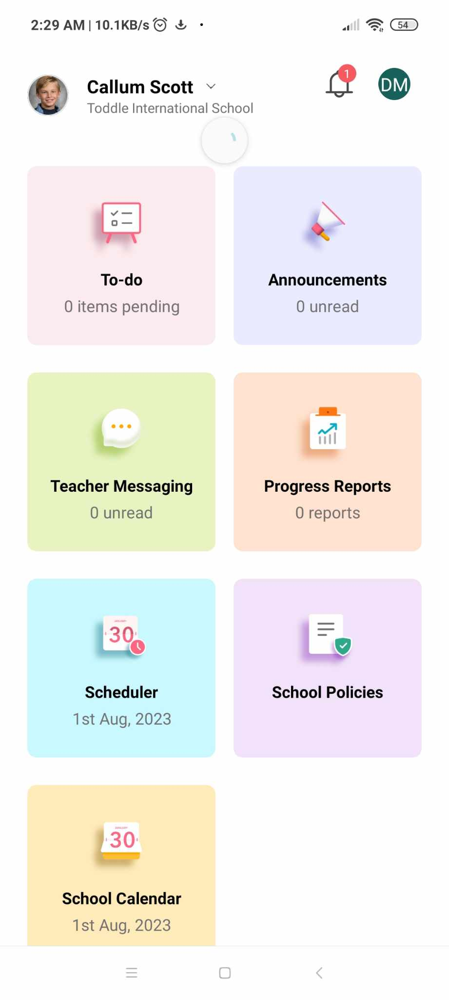 2:29 AM | 10.1KB/s
54
Callum Scott
1
DM
Toddle International School
To-do
0 items pending
Announcements
0 unread
Teacher Messaging
0 unread
Progress Reports
0 reports
JANUARY
30
Scheduler
1st Aug, 2023
School Policies
JANUARY
30
School Calendar
1st Aug, 2023